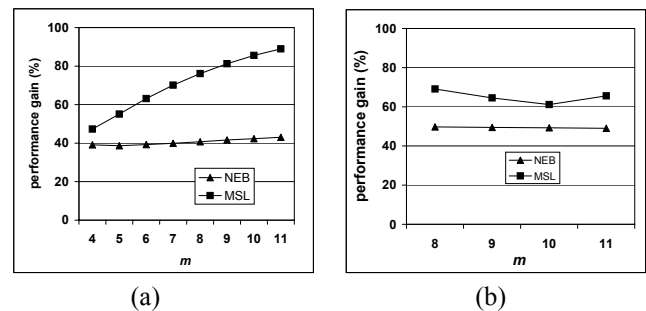 performance gain (%)
100
80
60
40
20
0
NEB
MSL
4 5 6 7 8 9 10 11
m
(a)
performance gain (%)
100
80
60
40
20
0
NEB
MSL
8 9 10 11
m
(b)